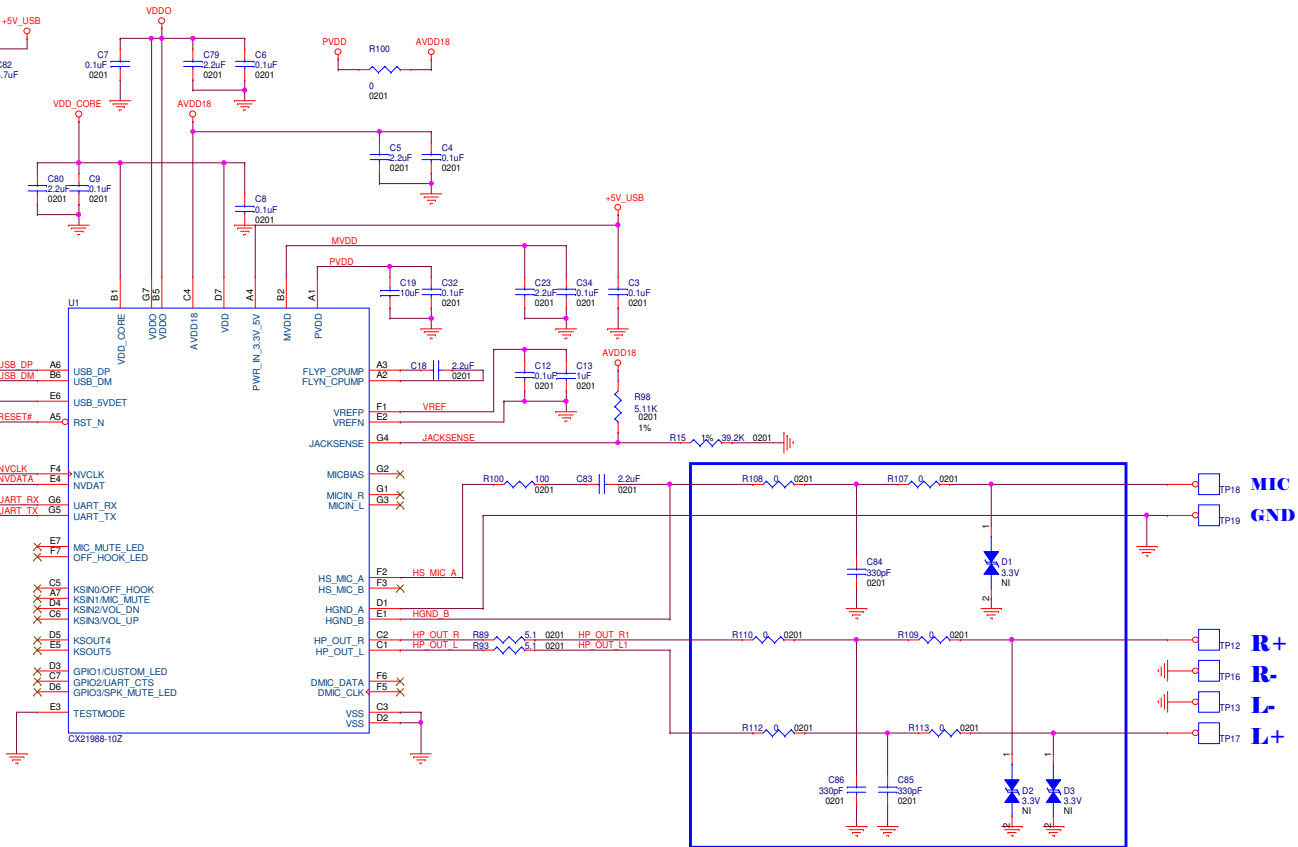 +5V_USB
VDDO
C82
C7
0.1uF
0201
C79
2.2uF
0201
C6
0.1uF
0201
PVDD
R100
AVDD18
0
0201
VDD_CORE
AVDD18
C5
2.2uF
0201
C4
0.1uF
0201
C80
2.2uF
0201
C9
0.1uF
0201
C8
0.1uF
0201
+5V_USB
MVDD
PVDD
C19
10uF
C32
0.1uF
0201
C23
2.2uF
0201
C34
0.1uF
0201
C3
0.1uF
0201
U1
B1
G7
B5
C4
D7
A4
B2
A1
VDD_CORE
VDDO
VDDO
AVDD18
VDD
PWR_IN_3.3V_5V
MVDD
PVDD
USB_DP A6 USB_DP
USB_DM B6 USB_DM
E6 USB_5VDET
RESET# A5 RST_N
NVCLK F4 NVCLK
NVDATA E4 NVDAT
UART_RX G6 UART_RX
UART_TX G5 UART_TX
E7 MIC_MUTE_LED
F7 OFF_HOOK_LED
C5 KSIN0/OFF_HOOK
A7 KSIN1/MIC_MUTE
D4 KSIN2/VOL_DN
C6 KSIN3/VOL_UP
D5 KSOUT4
E5 KSOUT5
D3 GPIO1/CUSTOM_LED
C7 GPIO2/UART_CTS
D6 GPIO3/SPK_MUTE_LED
E3 TESTMODE
CX21988-10Z
FLYP_CPUMP A3
FLYN_CPUMP A2
C18 2.2uF
0201
VREFP F1 VREF
VREFN E2
C12
0.1uF
0201
C13
1uF
0201
AVDD18
R98
5.11K
0201
1%
JACKSENSE G4 JACKSENSE
R15 1% 39.2K 0201
MICBIAS G2
MICIN_R G1
MICIN_L G3
R100 100
0201
C83 2.2uF
0201
HS_MIC_A F2 HS_MIC_A
HS_MIC_B F3
HGND_A D1
HGND_B E1 HGND_B
HP_OUT_R C2 HP_OUT_R R89 5.1 0201 HP_OUT_R1
HP_OUT_L C1 HP_OUT_L R93 5.1 0201 HP_OUT_L1
DMIC_DATA F6
DMIC_CLK F5
VSS C3
VSS D2
R108 0 0201
R107 0 0201
TP18 MIC
TP19 GND
C84
330pF
0201
1
D1
3.3V
NI
2
R110 0 0201
R109 0 0201
TP12 R+
TP16 R-
TP13 L-
R112 0 0201
R113 0 0201
TP17 L+
C86
330pF
0201
C85
330pF
0201
1
D2
3.3V
NI
2
1
D3
3.3V
NI
2